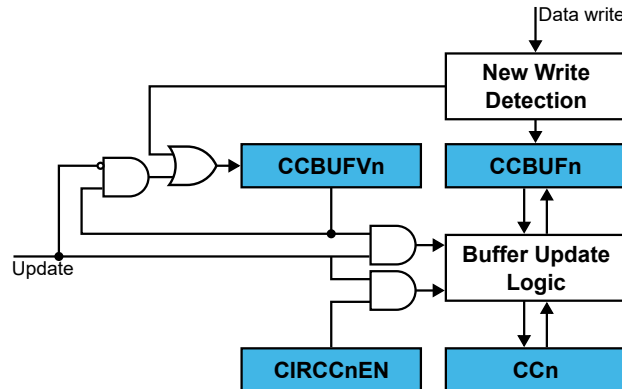 Data write
New Write
Detection
CCBUFVn
CCBUFn
Update
Buffer Update
Logic
CIRCCnEN
CCn